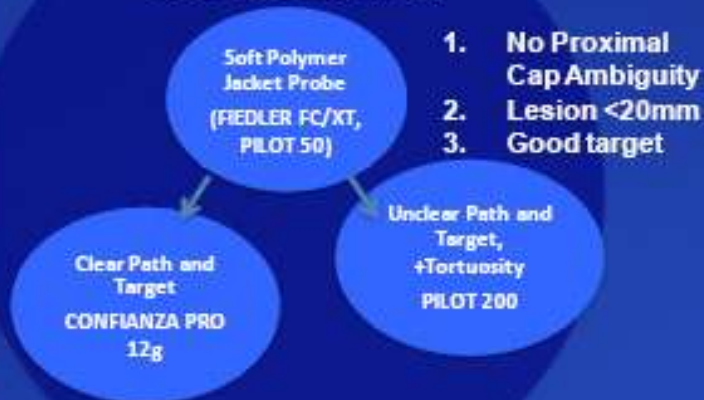 Soft Polymer
Jacket Probe
(FIEDLER FC/XT,
PILOT 50)
1. No Proximal
Cap Ambiguity
2. Lesion <20mm
3. Good target
Clear Path and
Target
CONFIANZA PRO
12g
Unclear Path and
Target,
+Tortuosity
PILOT 200